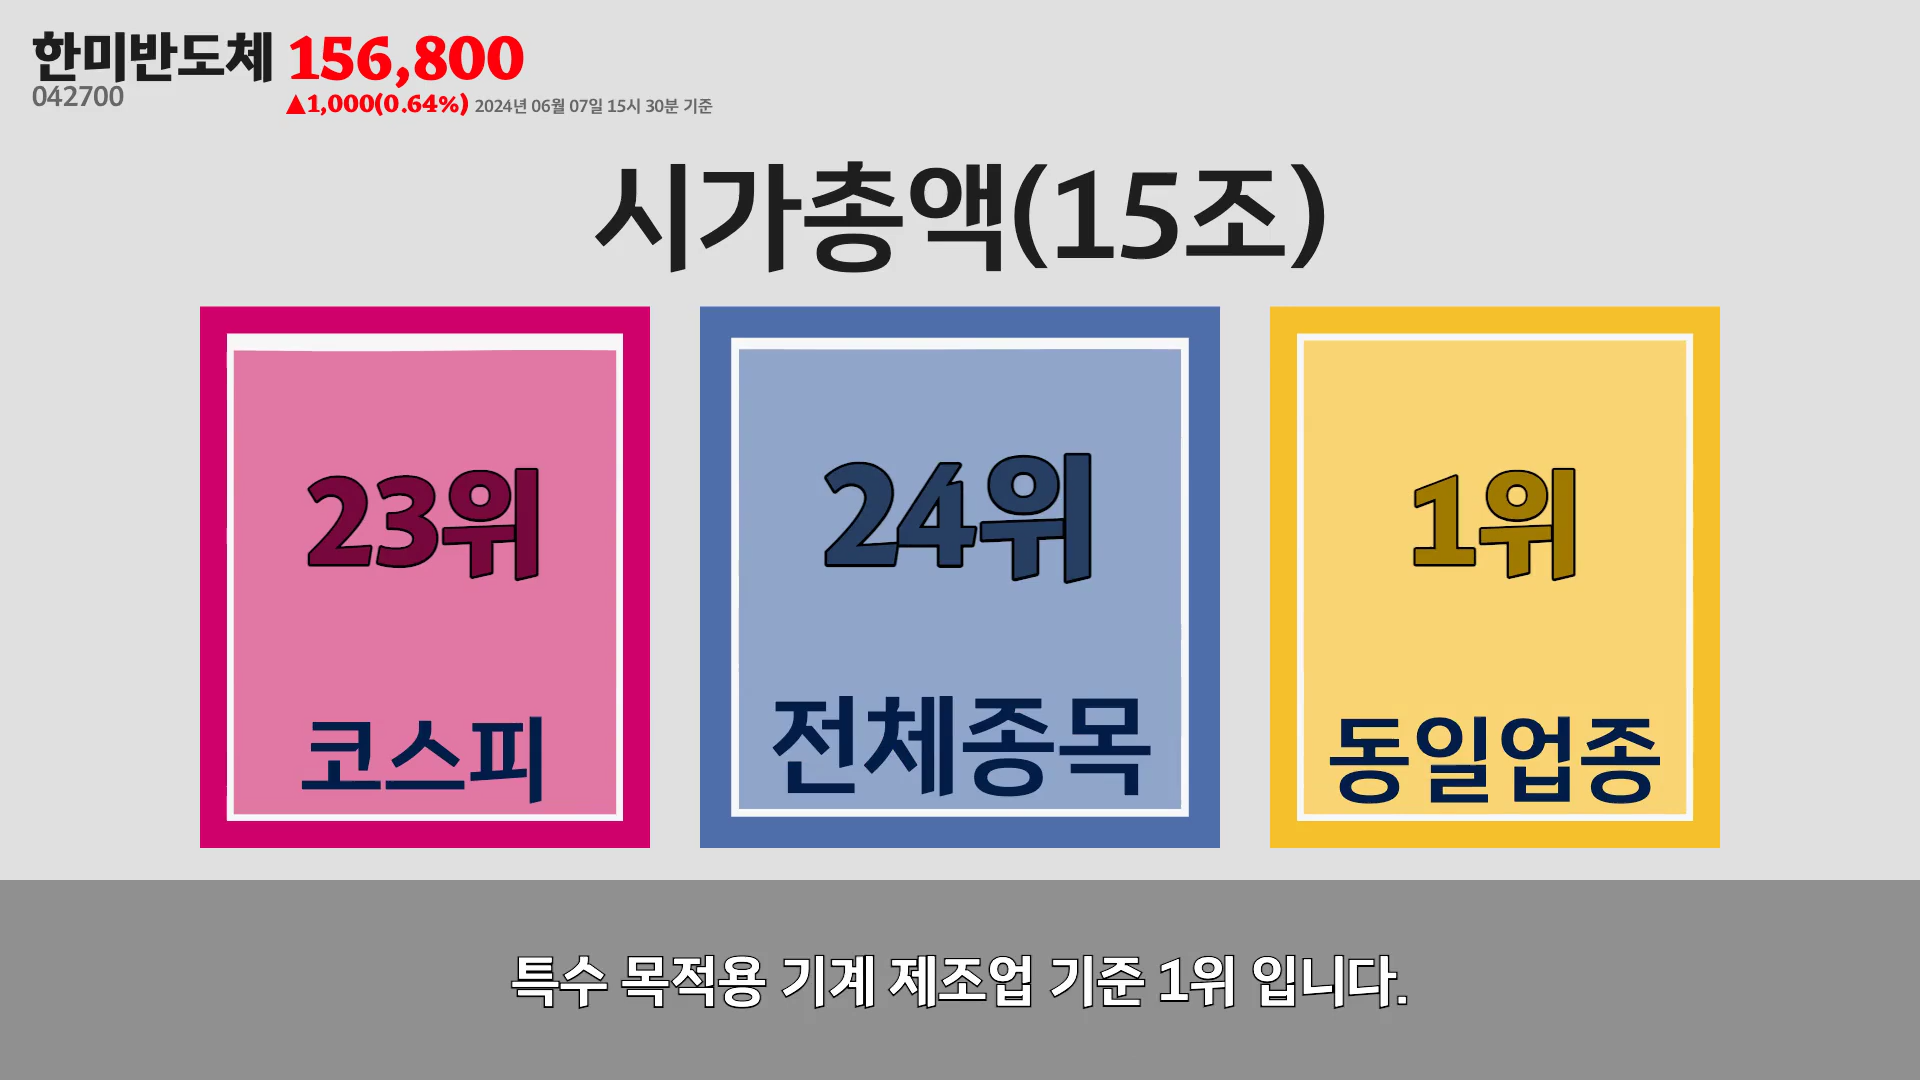 한미반도체 156,800
042700
▲1,000(0.64%) 2024년 06월 07일 15시 30분 기준
시가총액(15조)
23위
코스피
24위
전체종목
1위
동일업종
특수 목적용 기계 제조업 기준 1위 입니다.